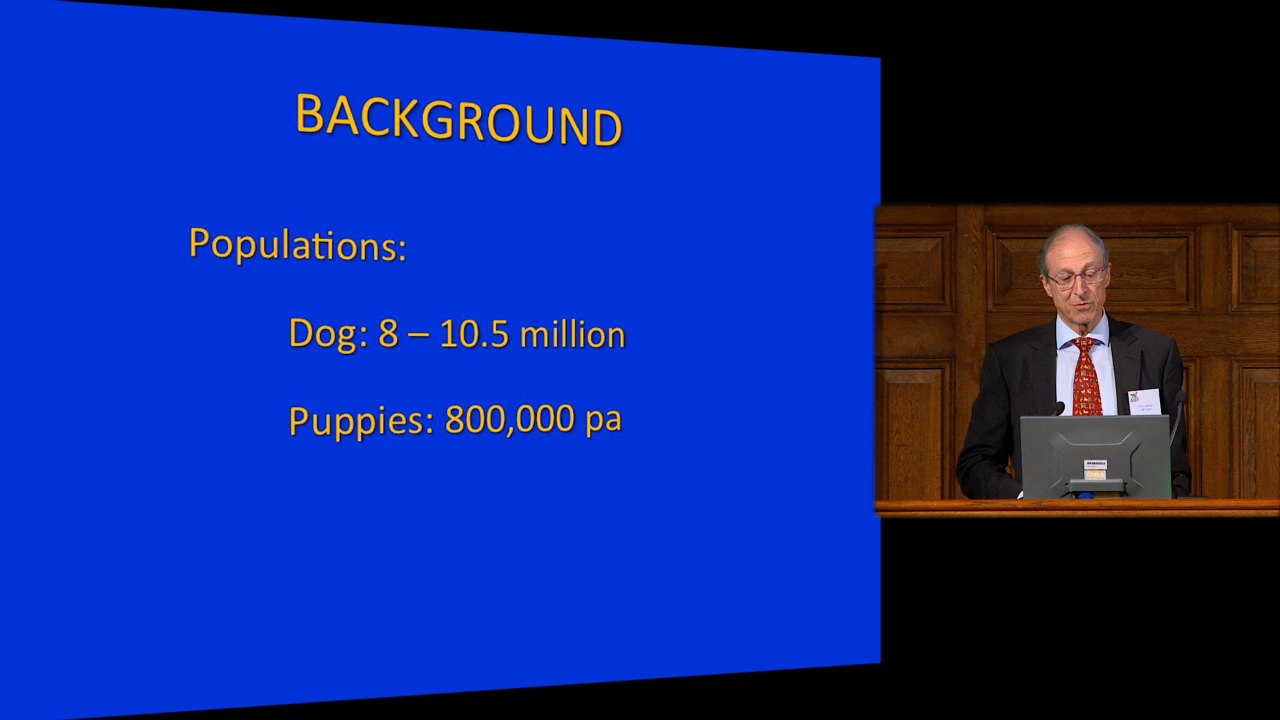 BACKGROUND
Populations:
Dog: 8 – 10.5 million
Puppies: 800,000 pa